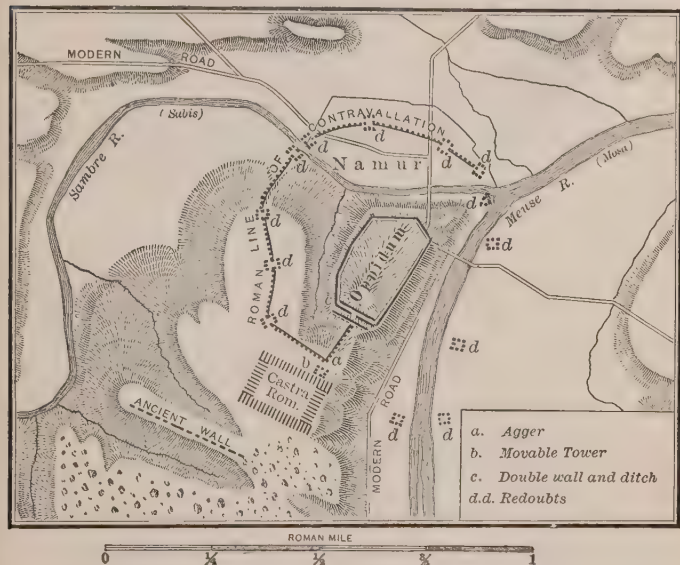 MODERN ROAD
(Sabis)
Sambre R.
ROMAN LINE OF CONTRAVALLATION
d
d
d
d
d
Namur
d
Meuse R.
(Mosa)
d
d
d
d
Oppidum
c
d
a
b
d
Castra
Rom.
ANCIENT WALL
MODERN ROAD
d
d
a. Agger
b. Movable Tower
c. Double wall and ditch
d.d. Redoubts
ROMAN MILE
0 ¼ ½ ¾ 1